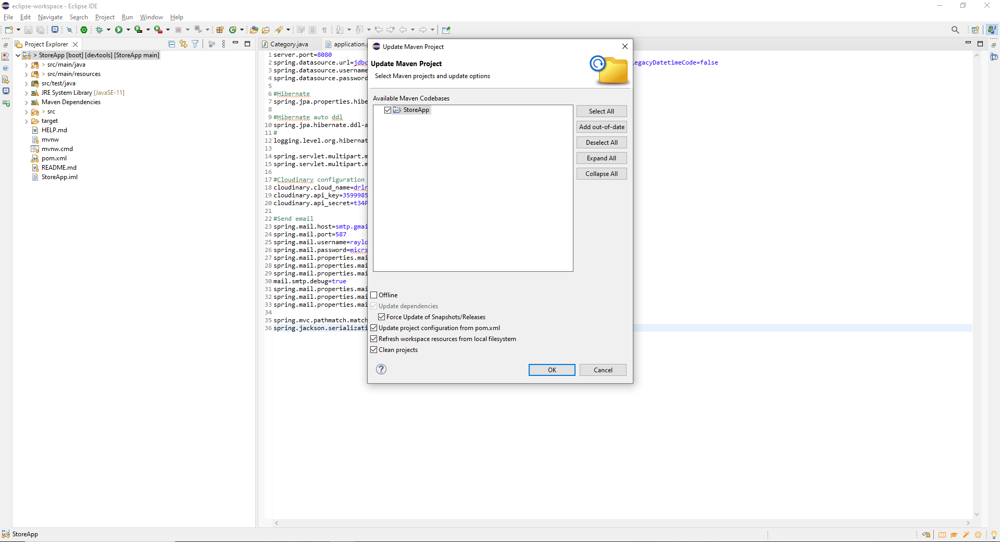 eclipse-workspace - Eclipse IDE
File Edit Navigate Search Project Run Window Help
Project Explorer
> StoreApp [boot] [devtools] [StoreApp main]
> src/main/java
> src/main/resources
src/test/java
JRE System Library [JavaSE-11]
Maven Dependencies
> src
target
HELP.md
mvnw
mvnw.cmd
pom.xml
README.md
StoreApp.iml
Category.java
application.
1 server.port=8080
2 spring.datasource.url=jdbc
legacyDatetimeCode=false
3 spring.datasource.username
4 spring.datasource.password
5
6 #Hibernate
7 spring.jpa.properties.hibe
8
9 #Hibernate auto ddl
10 spring.jpa.hibernate.ddl-a
11 #
12 logging.level.org.hibernat
13
14 spring.servlet.multipart.m
15 spring.servlet.multipart.m
16
17 #Cloudinary configuration
18 cloudinary.cloud_name=drln
19 cloudinary.api_key=3599985
20 cloudinary.api_secret=t34P
21
22 #Send email
23 spring.mail.host=smtp.gmai
24 spring.mail.port=587
25 spring.mail.username=raylo
26 spring.mail.password=micrs
27 spring.mail.properties.mai
28 spring.mail.properties.mai
29 spring.mail.properties.mai
30 mail.smtp.debug=true
31 spring.mail.properties.mai
32 spring.mail.properties.mai
33 spring.mail.properties.mai
34
35 spring.mvc.pathmatch.match
36 spring.jackson.serializati
Update Maven Project
Update Maven Project
Select Maven projects and update options
Available Maven Codebases
StoreApp
Select All
Add out-of-date
Deselect All
Expand All
Collapse All
Offline
Update dependencies
Force Update of Snapshots/Releases
Update project configuration from pom.xml
Refresh workspace resources from local filesystem
Clean projects
OK
Cancel
StoreApp